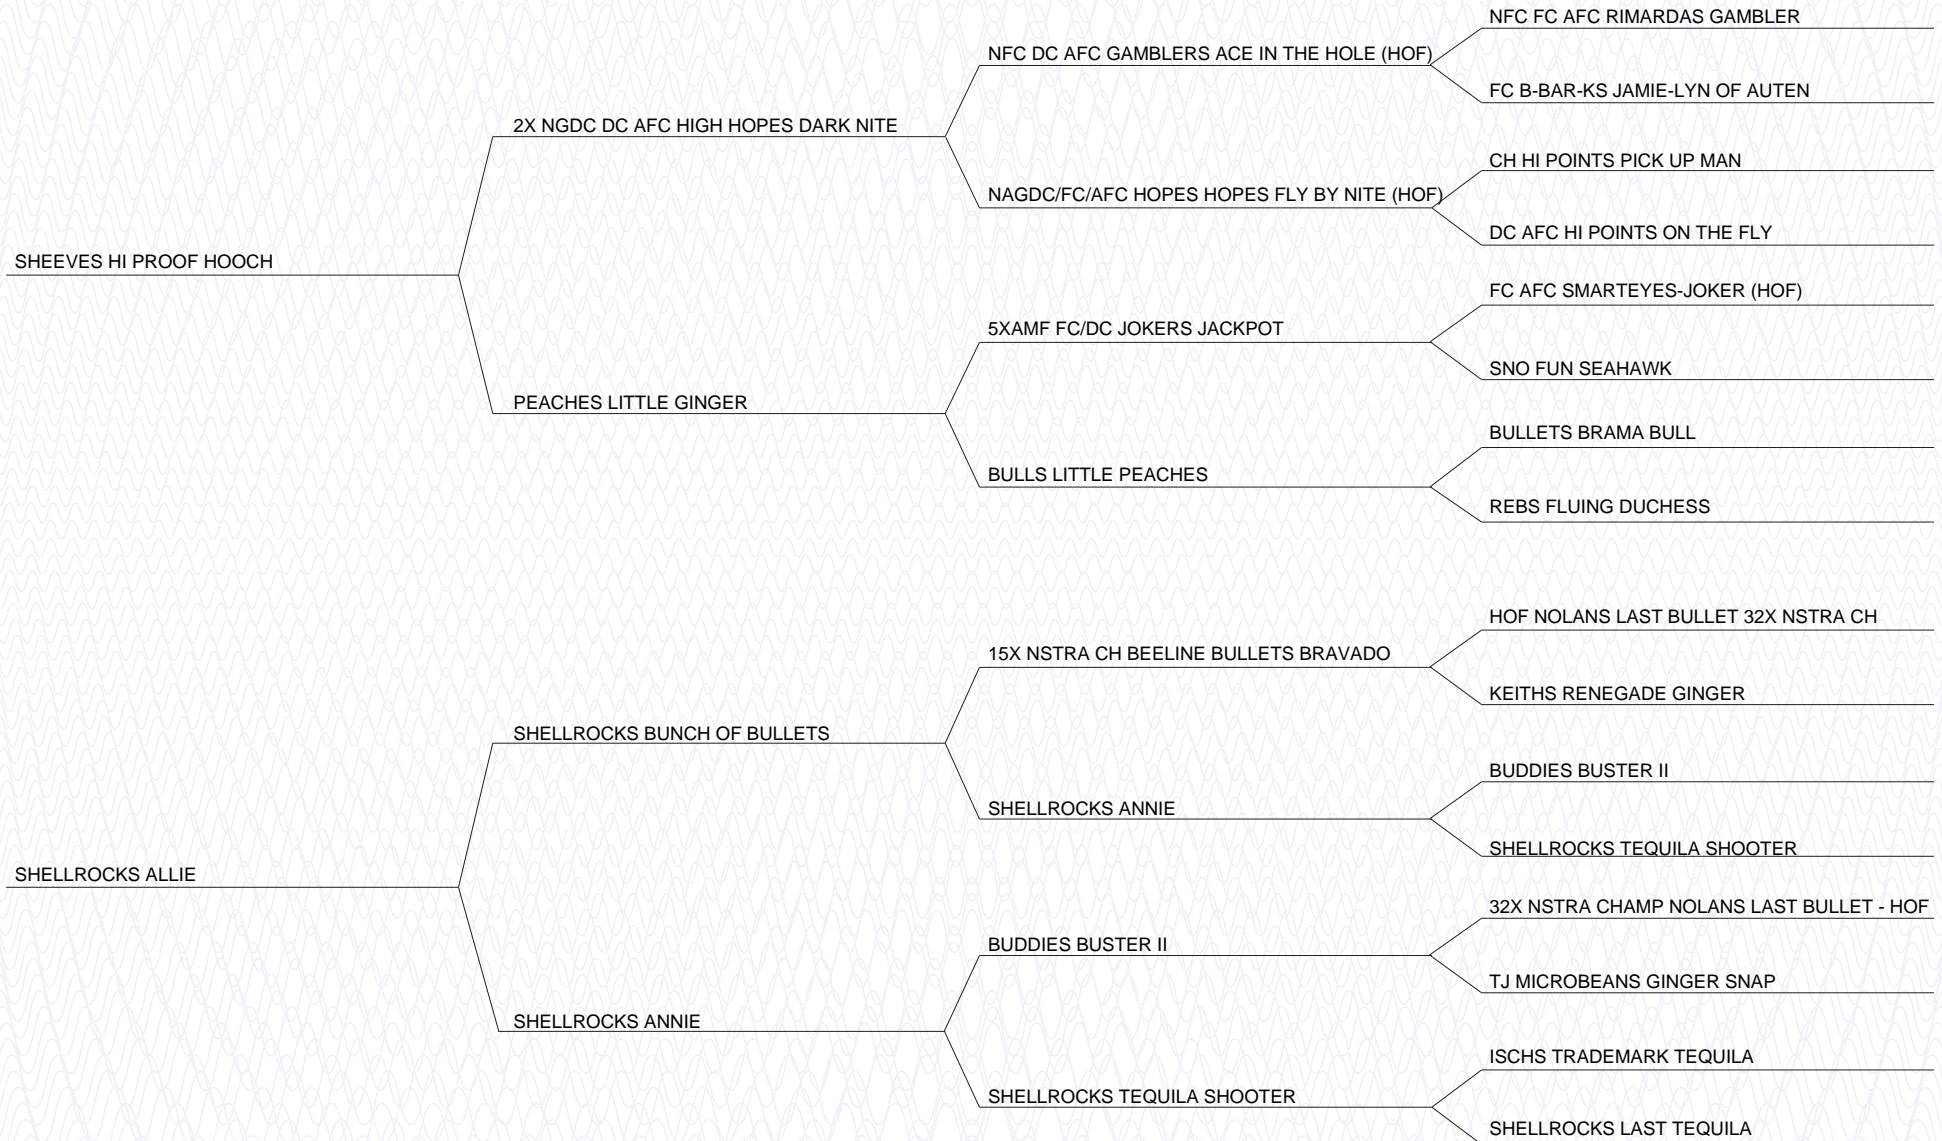 NFC FC AFC RIMARDAS GAMBLER
NFC DC AFC GAMBLERS ACE IN THE HOLE (HOF)
FC B-BAR-KS JAMIE-LYN OF AUTEN
2X NGDC DC AFC HIGH HOPES DARK NITE
CH HI POINTS PICK UP MAN
NAGDC/FC/AFC HOPES HOPES FLY BY NITE (HOF)
DC AFC HI POINTS ON THE FLY
SHEEVES HI PROOF HOOCH
FC AFC SMARTEYES-JOKER (HOF)
5XAMF FC/DC JOKERS JACKPOT
SNO FUN SEAHAWK
PEACHES LITTLE GINGER
BULLETS BRAMA BULL
BULLS LITTLE PEACHES
REBS FLUING DUCHESS
HOF NOLANS LAST BULLET 32X NSTRA CH
15X NSTRA CH BEELINE BULLETS BRAVADO
KEITHS RENEGADE GINGER
SHELLROCKS BUNCH OF BULLETS
BUDDIES BUSTER II
SHELLROCKS ANNIE
SHELLROCKS TEQUILA SHOOTER
SHELLROCKS ALLIE
32X NSTRA CHAMP NOLANS LAST BULLET - HOF
BUDDIES BUSTER II
TJ MICROBEANS GINGER SNAP
SHELLROCKS ANNIE
ISCHS TRADEMARK TEQUILA
SHELLROCKS TEQUILA SHOOTER
SHELLROCKS LAST TEQUILA